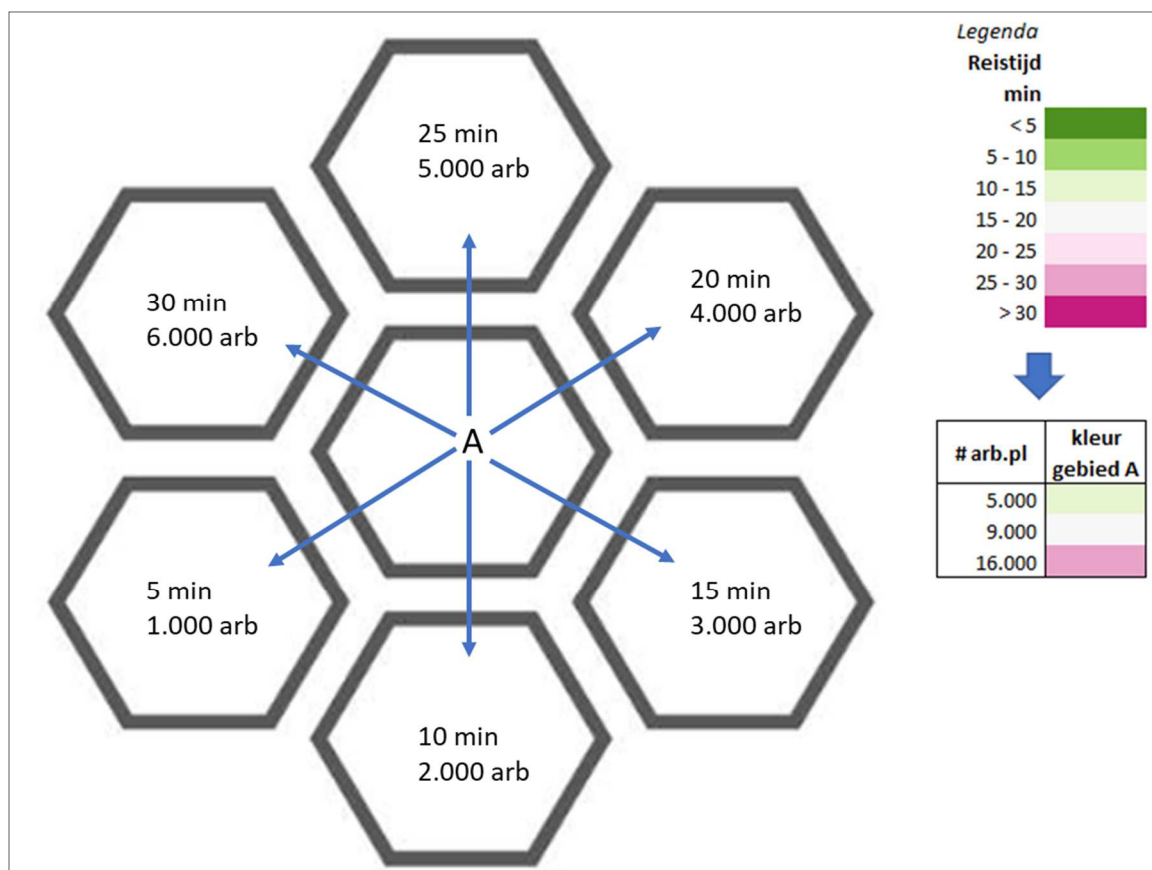 25 min
5.000 arb
30 min
6.000 arb
20 min
4.000 arb
A
5 min
1.000 arb
15 min
3.000 arb
10 min
2.000 arb
Legenda
Reistijd
min
< 5
5 - 10
10 - 15
15 - 20
20 - 25
25 - 30
> 30
# arb.pl kleur
gebied A
5.000
9.000
16.000